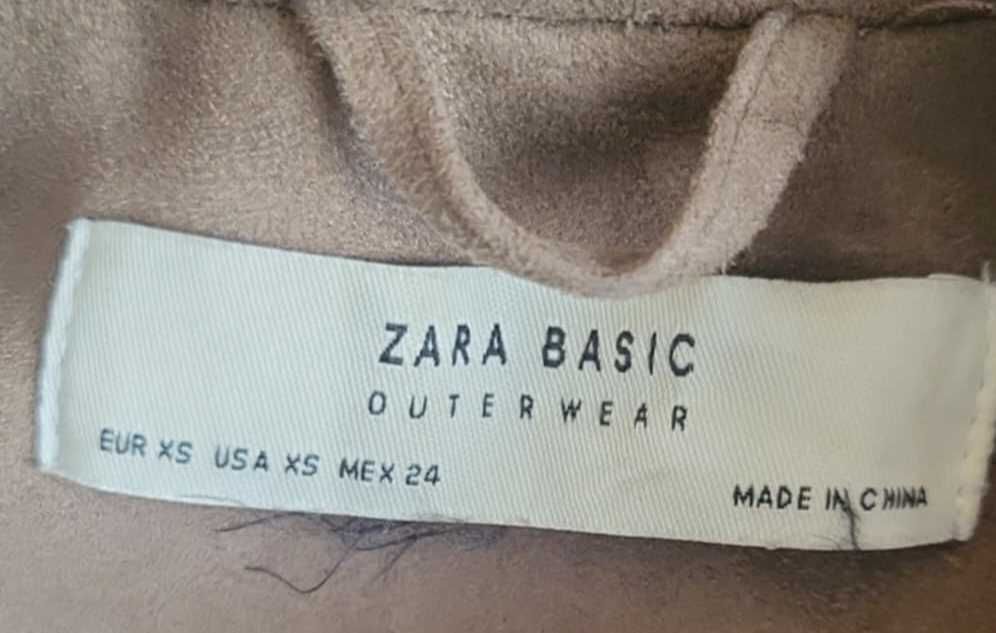 ZARA BASIC
OUTERWEAR
EUR XS USA XS MEX 24
MADE IN CHINA